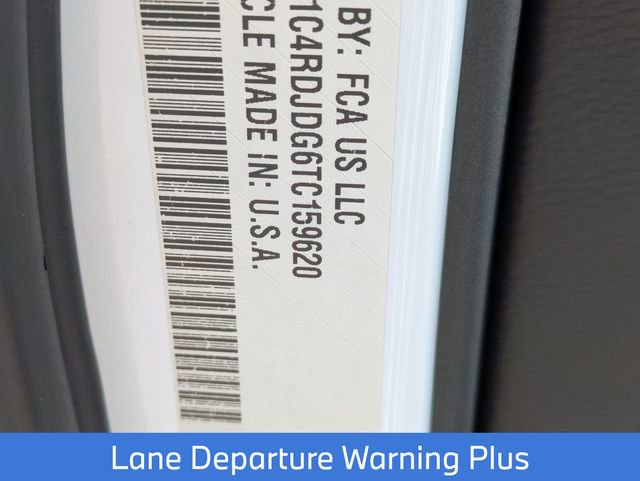 BY: FCA US LLC
1C4RDJDG6TC159620
CLE MADE IN: U.S.A.
Lane Departure Warning Plus